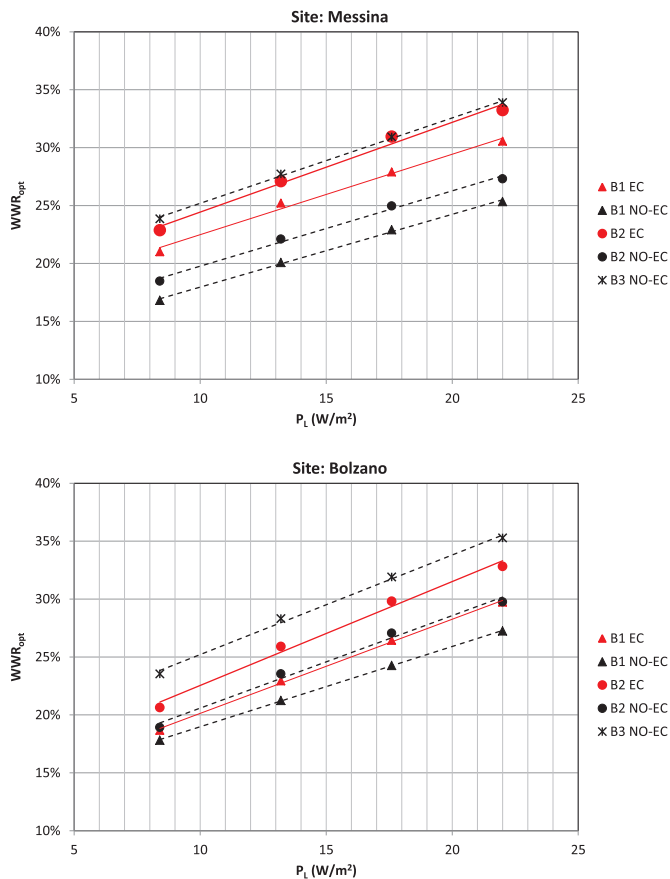 Site: Messina
40%
35%
30%
25%
20%
15%
10%
WWRopt
5
10
15
20
25
PL (W/m²)
B1 EC
B1 NO-EC
B2 EC
B2 NO-EC
B3 NO-EC
Site: Bolzano
40%
35%
30%
25%
20%
15%
10%
WWRopt
5
10
15
20
25
PL (W/m²)
B1 EC
B1 NO-EC
B2 EC
B2 NO-EC
B3 NO-EC